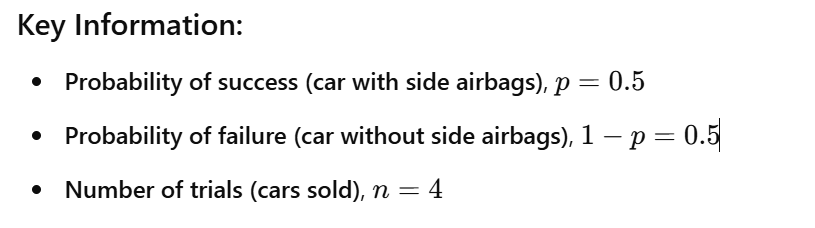 Key Information:
• Probability of success (car with side airbags), p = 0.5
• Probability of failure (car without side airbags), 1 − p = 0.5
• Number of trials (cars sold), n = 4